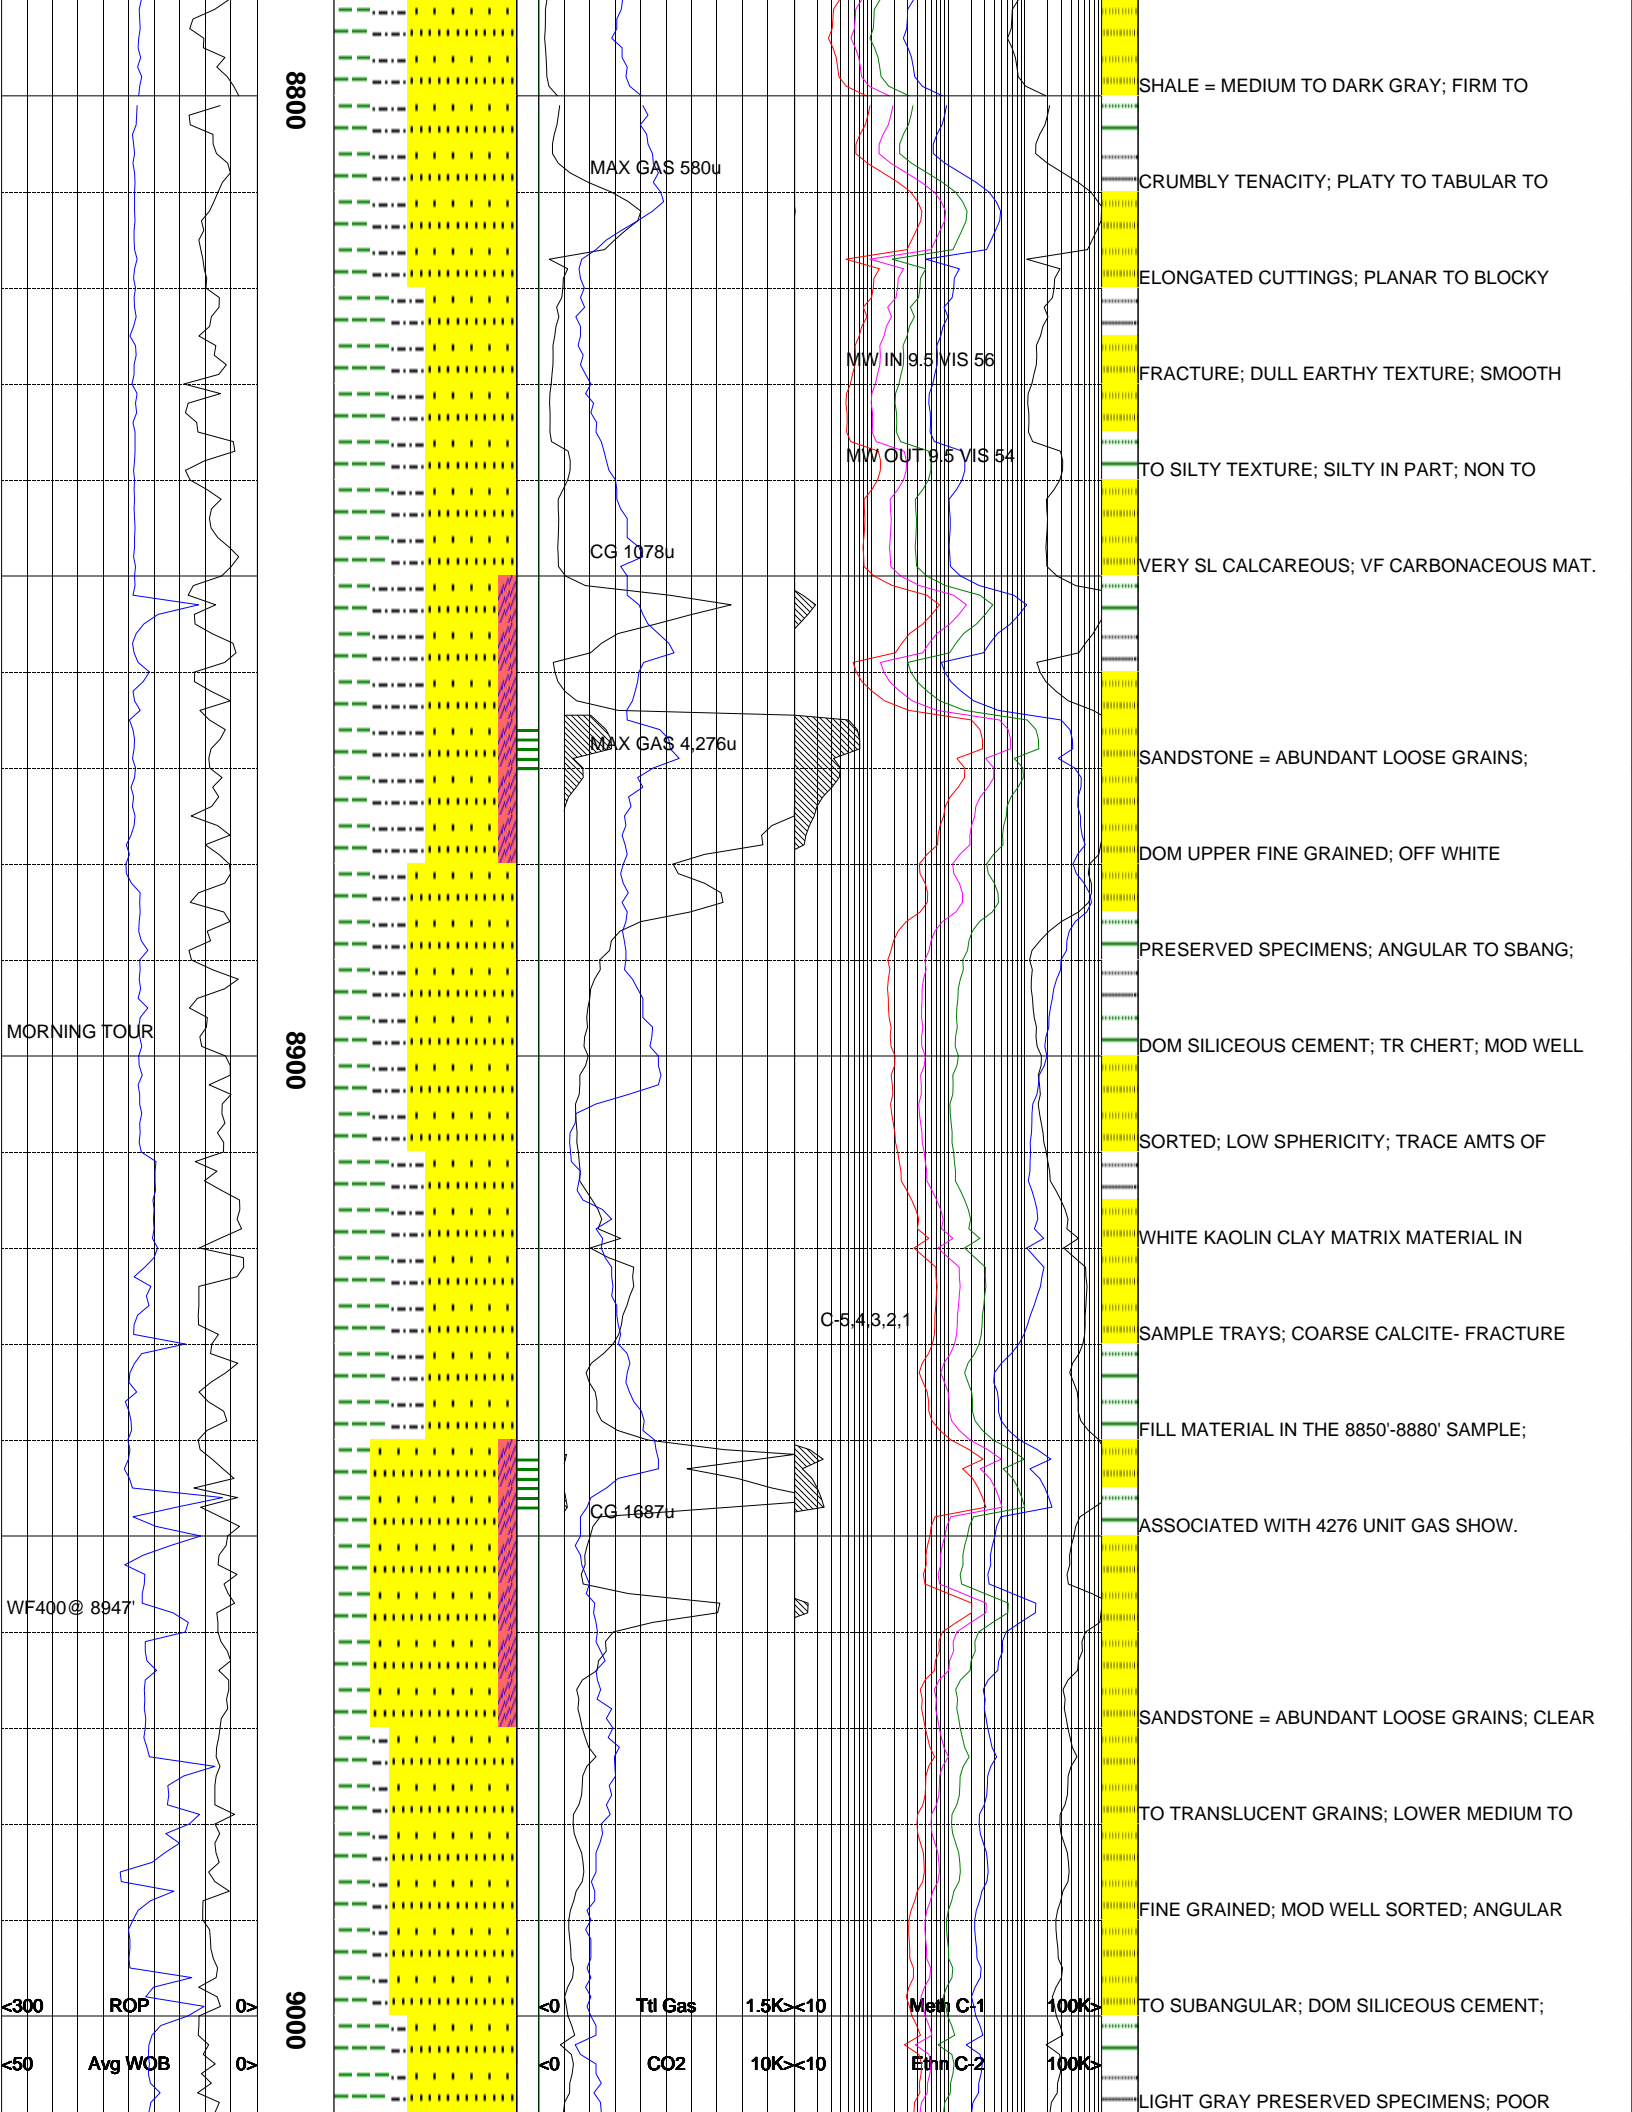 8800
SHALE = MEDIUM TO DARK GRAY; FIRM TO
MAX GAS 580u
CRUMBLY TENACITY; PLATY TO TABULAR TO
ELONGATED CUTTINGS; PLANAR TO BLOCKY
MW IN 9.5 VIS 56
FRACTURE; DULL EARTHY TEXTURE; SMOOTH
MW OUT 9.5 VIS 54
TO SILTY TEXTURE; SILTY IN PART; NON TO
CG 1078u
VERY SL CALCAREOUS; VF CARBONACEOUS MAT.
MAX GAS 4,276u
SANDSTONE = ABUNDANT LOOSE GRAINS;
DOM UPPER FINE GRAINED; OFF WHITE
PRESERVED SPECIMENS; ANGULAR TO SBANG;
MORNING TOUR
8900
DOM SILICEOUS CEMENT; TR CHERT; MOD WELL
SORTED; LOW SPHERICITY; TRACE AMTS OF
WHITE KAOLIN CLAY MATRIX MATERIAL IN
C-5,4,3,2,1
SAMPLE TRAYS; COARSE CALCITE- FRACTURE
FILL MATERIAL IN THE 8850'-8880' SAMPLE;
CG 1687u
ASSOCIATED WITH 4276 UNIT GAS SHOW.
WF400@ 8947'
SANDSTONE = ABUNDANT LOOSE GRAINS; CLEAR
TO TRANSLUCENT GRAINS; LOWER MEDIUM TO
FINE GRAINED; MOD WELL SORTED; ANGULAR
<300 ROP 0> 9000 <0 Ttl Gas 1.5K><10 Meth C-1 100K>
TO SUBANGULAR; DOM SILICEOUS CEMENT;
<50 Avg WOB 0> <0 CO2 10K><10 Ethn C-2 100K>
LIGHT GRAY PRESERVED SPECIMENS; POOR